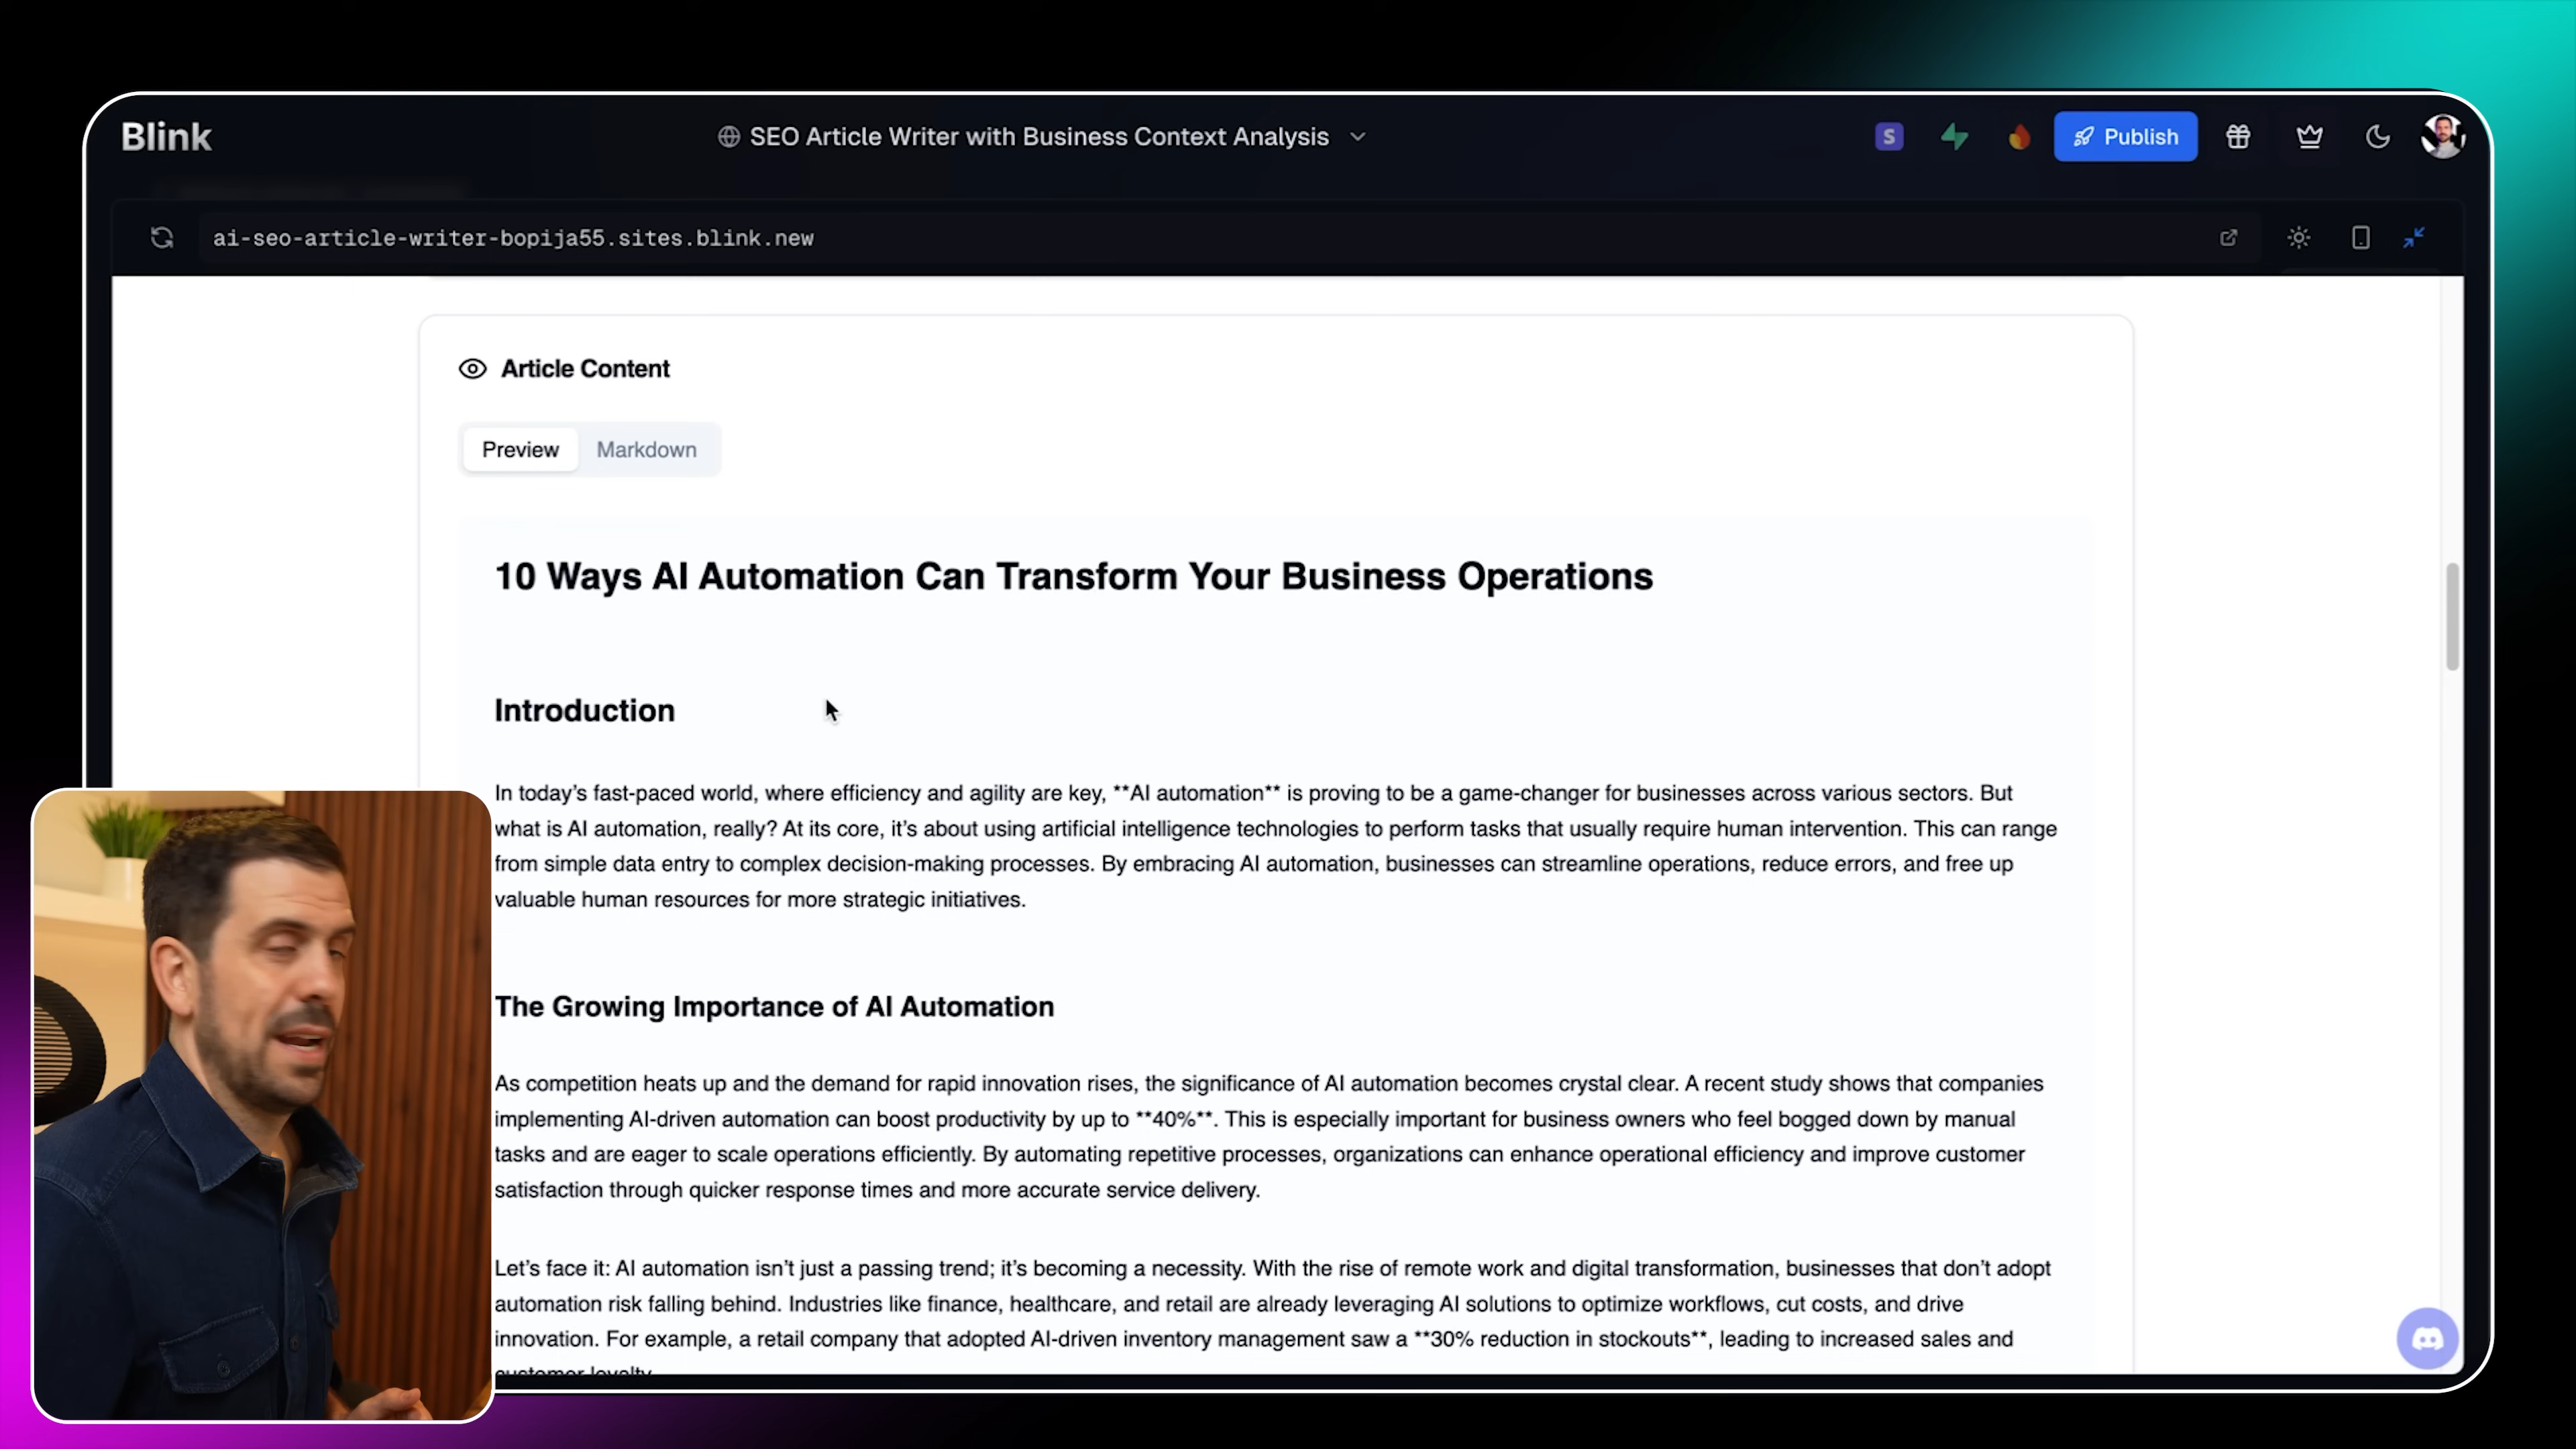 Blink
SEO Article Writer with Business Context Analysis
S
Publish
ai-seo-article-writer-bopija55.sites.blink.new
Article Content
Preview
Markdown
10 Ways AI Automation Can Transform Your Business Operations
Introduction
In today’s fast-paced world, where efficiency and agility are key, **AI automation** is proving to be a game-changer for businesses across various sectors. But
what is AI automation, really? At its core, it’s about using artificial intelligence technologies to perform tasks that usually require human intervention. This can range
from simple data entry to complex decision-making processes. By embracing AI automation, businesses can streamline operations, reduce errors, and free up
valuable human resources for more strategic initiatives.
The Growing Importance of AI Automation
As competition heats up and the demand for rapid innovation rises, the significance of AI automation becomes crystal clear. A recent study shows that companies
implementing AI-driven automation can boost productivity by up to **40%**. This is especially important for business owners who feel bogged down by manual
tasks and are eager to scale operations efficiently. By automating repetitive processes, organizations can enhance operational efficiency and improve customer
satisfaction through quicker response times and more accurate service delivery.
Let’s face it: AI automation isn’t just a passing trend; it’s becoming a necessity. With the rise of remote work and digital transformation, businesses that don’t adopt
automation risk falling behind. Industries like finance, healthcare, and retail are already leveraging AI solutions to optimize workflows, cut costs, and drive
innovation. For example, a retail company that adopted AI-driven inventory management saw a **30% reduction in stockouts**, leading to increased sales and
customer loyalty.